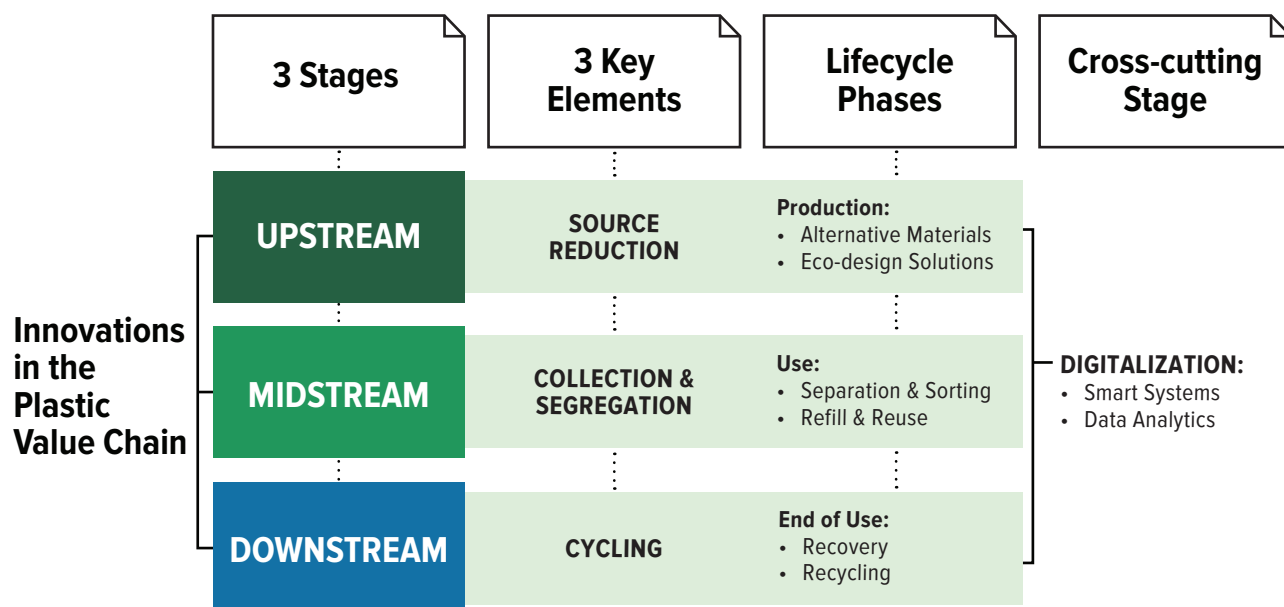 3 Stages
3 Key
Elements
Lifecycle
Phases
Cross-cutting
Stage
Innovations
in the
Plastic
Value Chain
UPSTREAM
SOURCE
REDUCTION
Production:
• Alternative Materials
• Eco-design Solutions
MIDSTREAM
COLLECTION &
SEGREGATION
Use:
• Separation & Sorting
• Refill & Reuse
DOWNSTREAM
CYCLING
End of Use:
• Recovery
• Recycling
DIGITALIZATION:
• Smart Systems
• Data Analytics